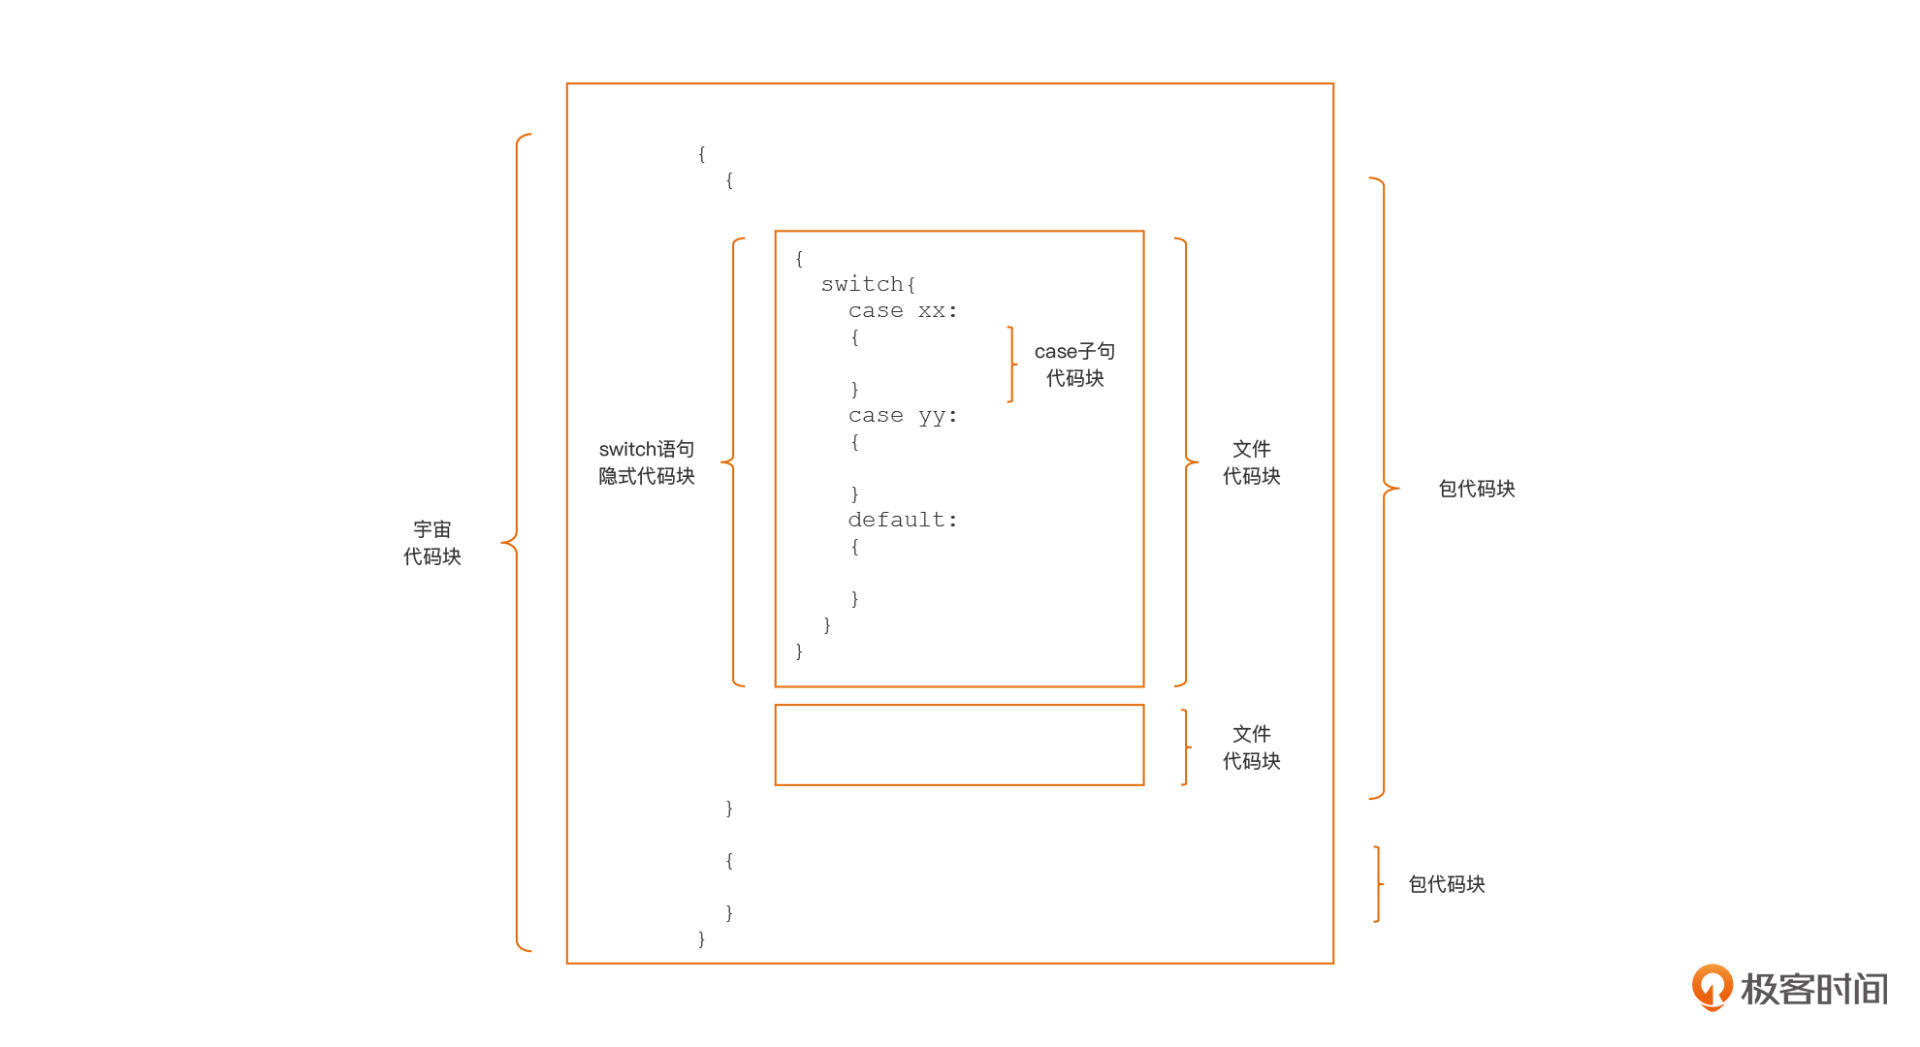 {
{
{
switch{
case xx:
{
case子句
代码块
}
case yy:
{
switch语句
隐式代码块
文件
代码块
包代码块
}
default:
宇宙
代码块
{
}
}
}
文件
代码块
}
{
包代码块
}
}
极客时间